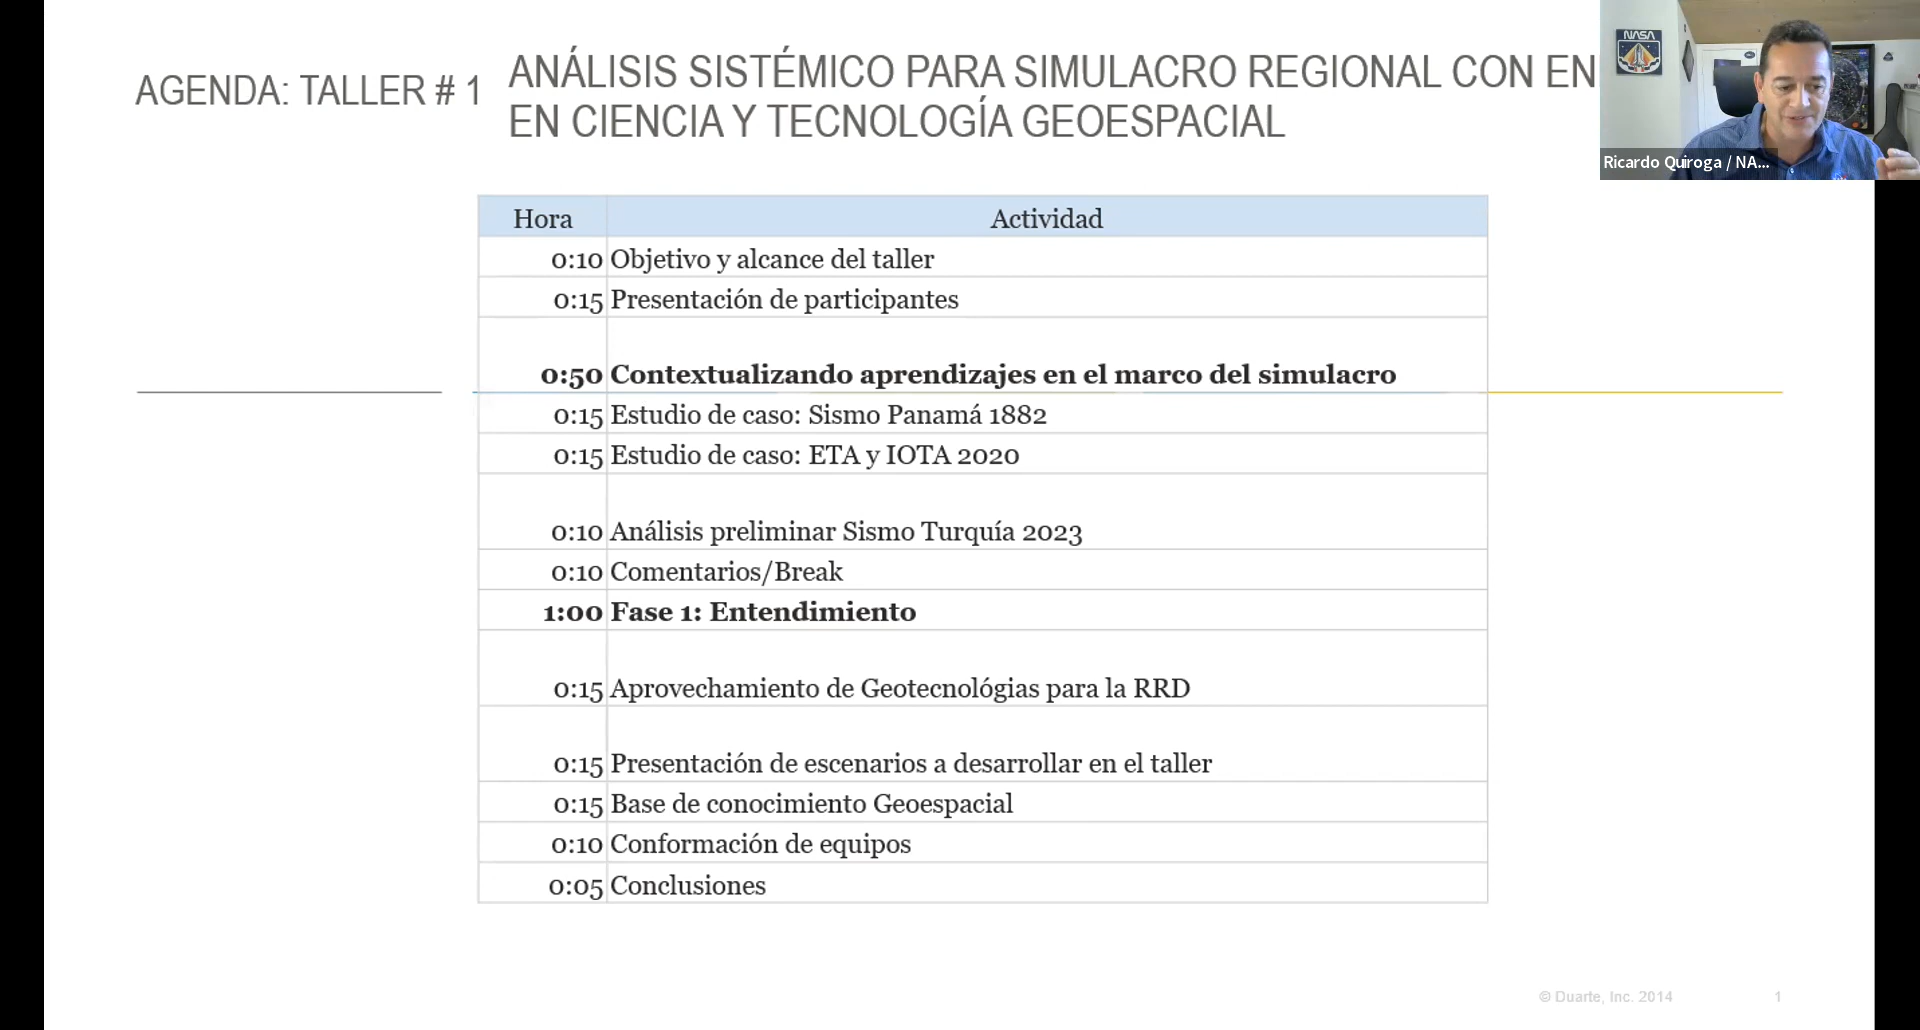 AGENDA: TALLER # 1
ANÁLISIS SISTÉMICO PARA SIMULACRO REGIONAL CON EN
EN CIENCIA Y TECNOLOGÍA GEOESPACIAL
NASA
Ricardo Quiroga / NA...
Hora Actividad
0:10 Objetivo y alcance del taller
0:15 Presentación de participantes
0:50 Contextualizando aprendizajes en el marco del simulacro
0:15 Estudio de caso: Sismo Panamá 1882
0:15 Estudio de caso: ETA y IOTA 2020
0:10 Análisis preliminar Sismo Turquía 2023
0:10 Comentarios/Break
1:00 Fase 1: Entendimiento
0:15 Aprovechamiento de Geotecnológias para la RRD
0:15 Presentación de escenarios a desarrollar en el taller
0:15 Base de conocimiento Geoespacial
0:10 Conformación de equipos
0:05 Conclusiones
© Duarte, Inc. 2014 1